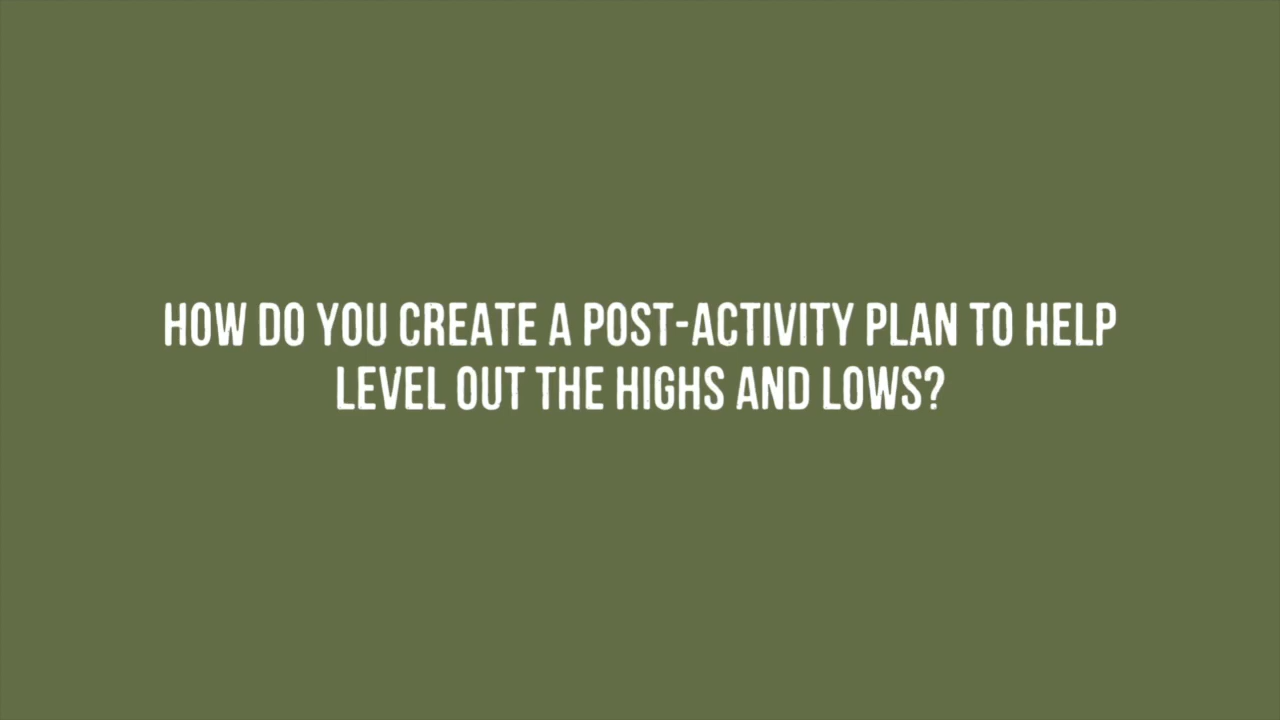 HOW DO YOU CREATE A POST-ACTIVITY PLAN TO HELP
LEVEL OUT THE HIGHS AND LOWS?